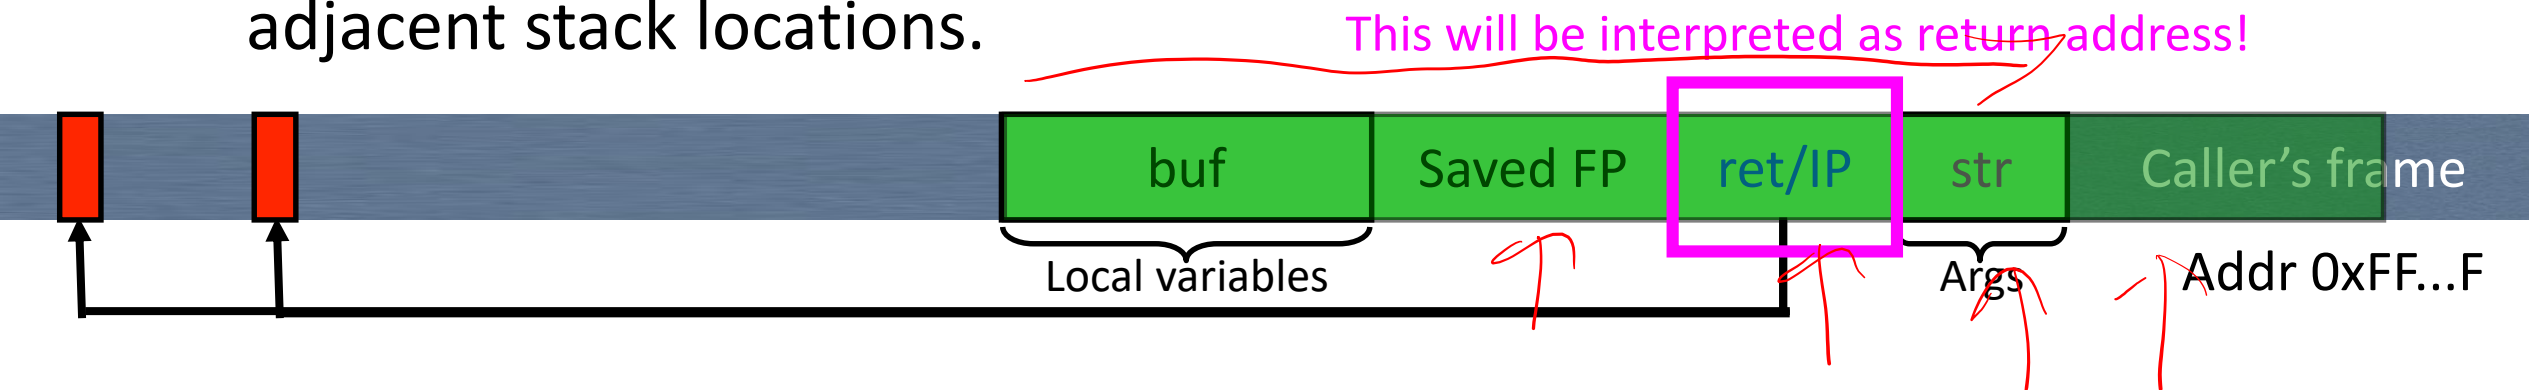 adjacent stack locations.
This will be interpreted as return address!
buf
Saved FP
ret/IP
str
Caller's frame
Local variables
Args
Addr 0xFF...F